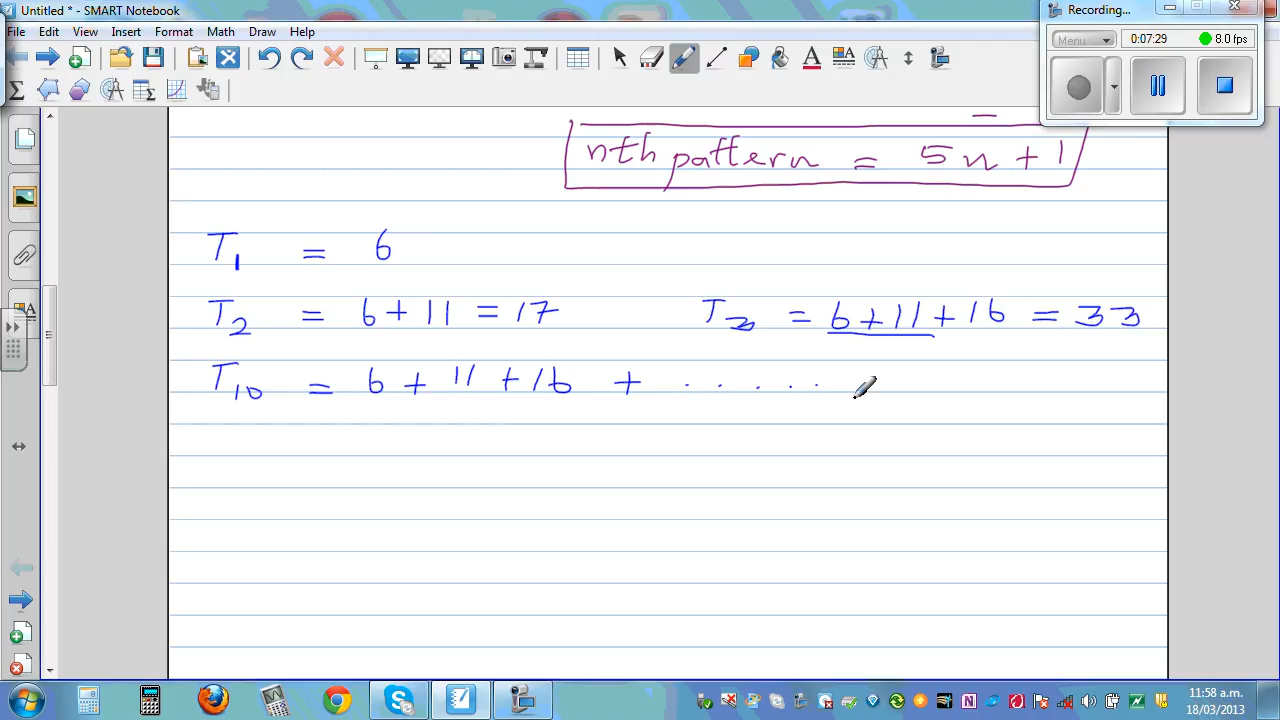 Untitled * - SMART Notebook
Recording...
File Edit View Insert Format Math Draw Help
Menu
0:07:29
8.0 fps
nth pattern = 5n + 1
T1 = 6
T2 = 6 + 11 = 17 T3 = 6 + 11 + 16 = 33
T10 = 6 + 11 + 16 + . . . . .
11:58 a.m.
18/03/2013